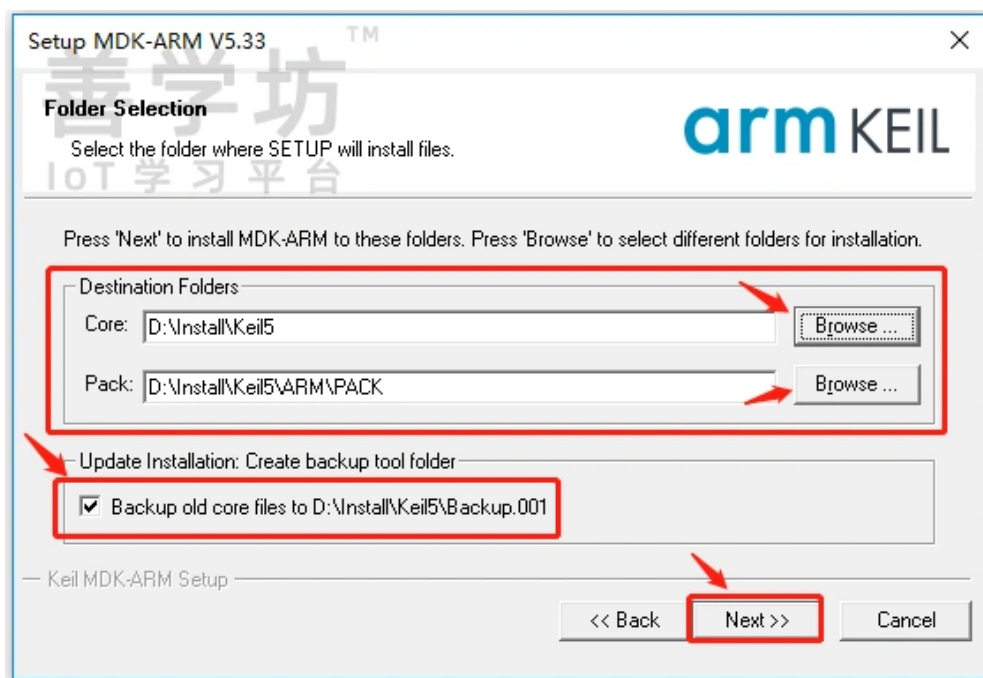 Setup MDK-ARM V5.33
善学坊 TM
IoT 学习平台
Folder Selection
Select the folder where SETUP will install files.
arm KEIL
Press 'Next' to install MDK-ARM to these folders. Press 'Browse' to select different folders for installation.
Destination Folders
Core: D:\Install\Keil5 Browse ...
Pack: D:\Install\Keil5\ARM\PACK Browse ...
Update Installation: Create backup tool folder
Backup old core files to D:\Install\Keil5\Backup.001
Keil MDK-ARM Setup
<< Back Next >> Cancel